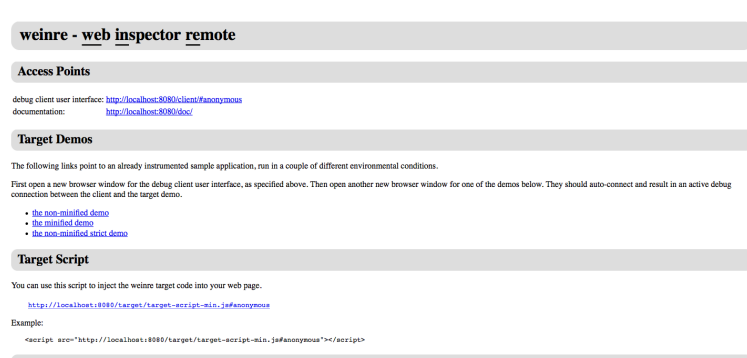 weinre - web inspector remote
Access Points
debug client user interface: http://localhost:8080/client/#anonymous
documentation: http://localhost:8080/doc/
Target Demos
The following links point to an already instrumented sample application, run in a couple of different environmental conditions.
First open a new browser window for the debug client user interface, as specified above. Then open another new browser window for one of the demos below. They should auto-connect and result in an active debug
connection between the client and the target demo.
• the non-minified demo
• the minified demo
• the non-minified strict demo
Target Script
You can use this script to inject the weinre target code into your web page.
http://localhost:8080/target/target-script-min.js#anonymous
Example:
<script src="http://localhost:8080/target/target-script-min.js#anonymous"></script>